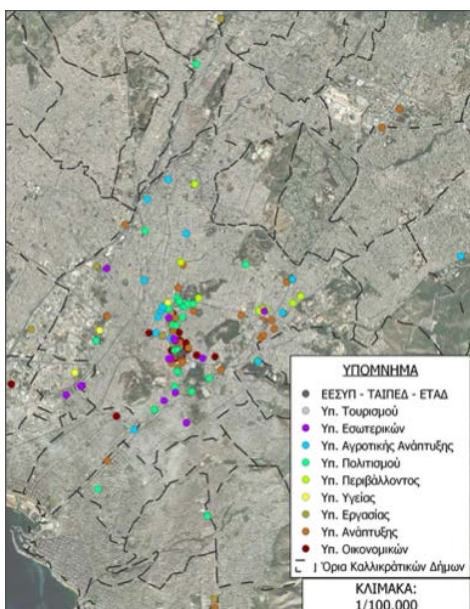 ΥΠΟΜΝΗΜΑ
ΕΕΣΥΠ - ΤΑΙΠΕΔ - ΕΤΑΔ
Υπ. Τουρισμού
Υπ. Εσωτερικών
Υπ. Αγροτικής Ανάπτυξης
Υπ. Πολιτισμού
Υπ. Περιβάλλοντος
Υπ. Υγείας
Υπ. Εργασίας
Υπ. Ανάπτυξης
Υπ. Οικονομικών
Όρια Καλλικράτικών Δήμων
ΚΛΙΜΑΚΑ:
1/100.000